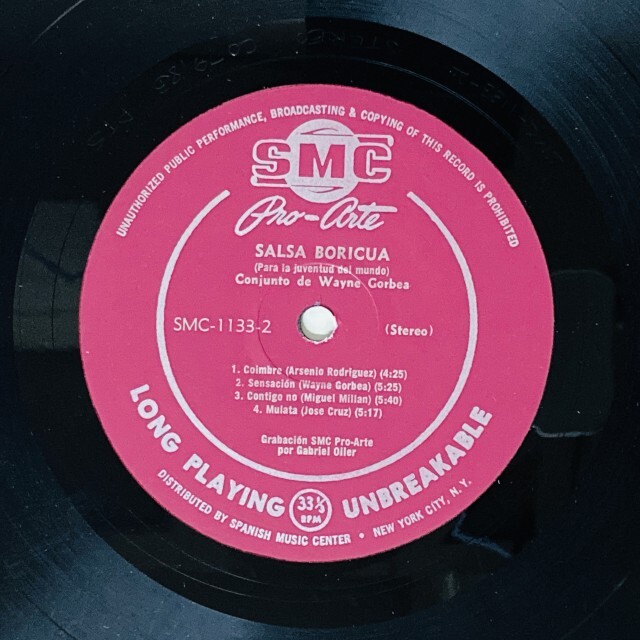 UNAUTHORIZED PUBLIC PERFORMANCE, BROADCASTING & COPYING OF THIS RECORD IS PROHIBITED
SMC
Pro-Arte
SALSA BORICUA
(Para la juventud del mundo)
Conjunto de Wayne Gorbea
SMC-1133-2
(Stereo)
1. Coimbre (Arsenio Rodriguez) (4:25)
2. Sensación (Wayne Gorbea) (5:25)
3. Contigo no (Miguel Millan) (5:40)
4. Mulata (Jose Cruz) (5:17)
Grabación SMC Pro-Arte
por Gabriel Oller
LONG PLAYING 33⅓ RPM UNBREAKABLE
DISTRIBUTED BY SPANISH MUSIC CENTER • NEW YORK CITY, N.Y.